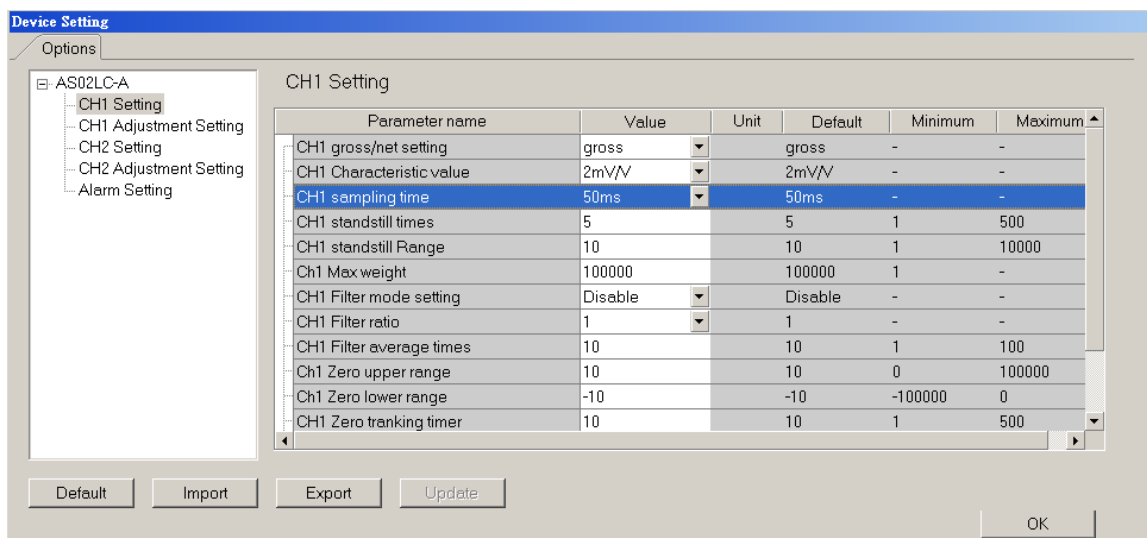 Device Setting
Options
AS02LC-A
CH1 Setting
CH1 Adjustment Setting
CH2 Setting
CH2 Adjustment Setting
Alarm Setting
CH1 Setting
Parameter name Value Unit Default Minimum Maximum
CH1 gross/net setting gross gross - -
CH1 Characteristic value 2mV/V 2mV/V - -
CH1 sampling time 50ms 50ms - -
CH1 standstill times 5 5 1 500
CH1 standstill Range 10 10 1 10000
Ch1 Max weight 100000 100000 1 -
CH1 Filter mode setting Disable Disable - -
CH1 Filter ratio 1 1 - -
CH1 Filter average times 10 10 1 100
Ch1 Zero upper range 10 10 0 100000
Ch1 Zero lower range -10 -10 -100000 0
CH1 Zero tranking timer 10 10 1 500
Default Import Export Update
OK